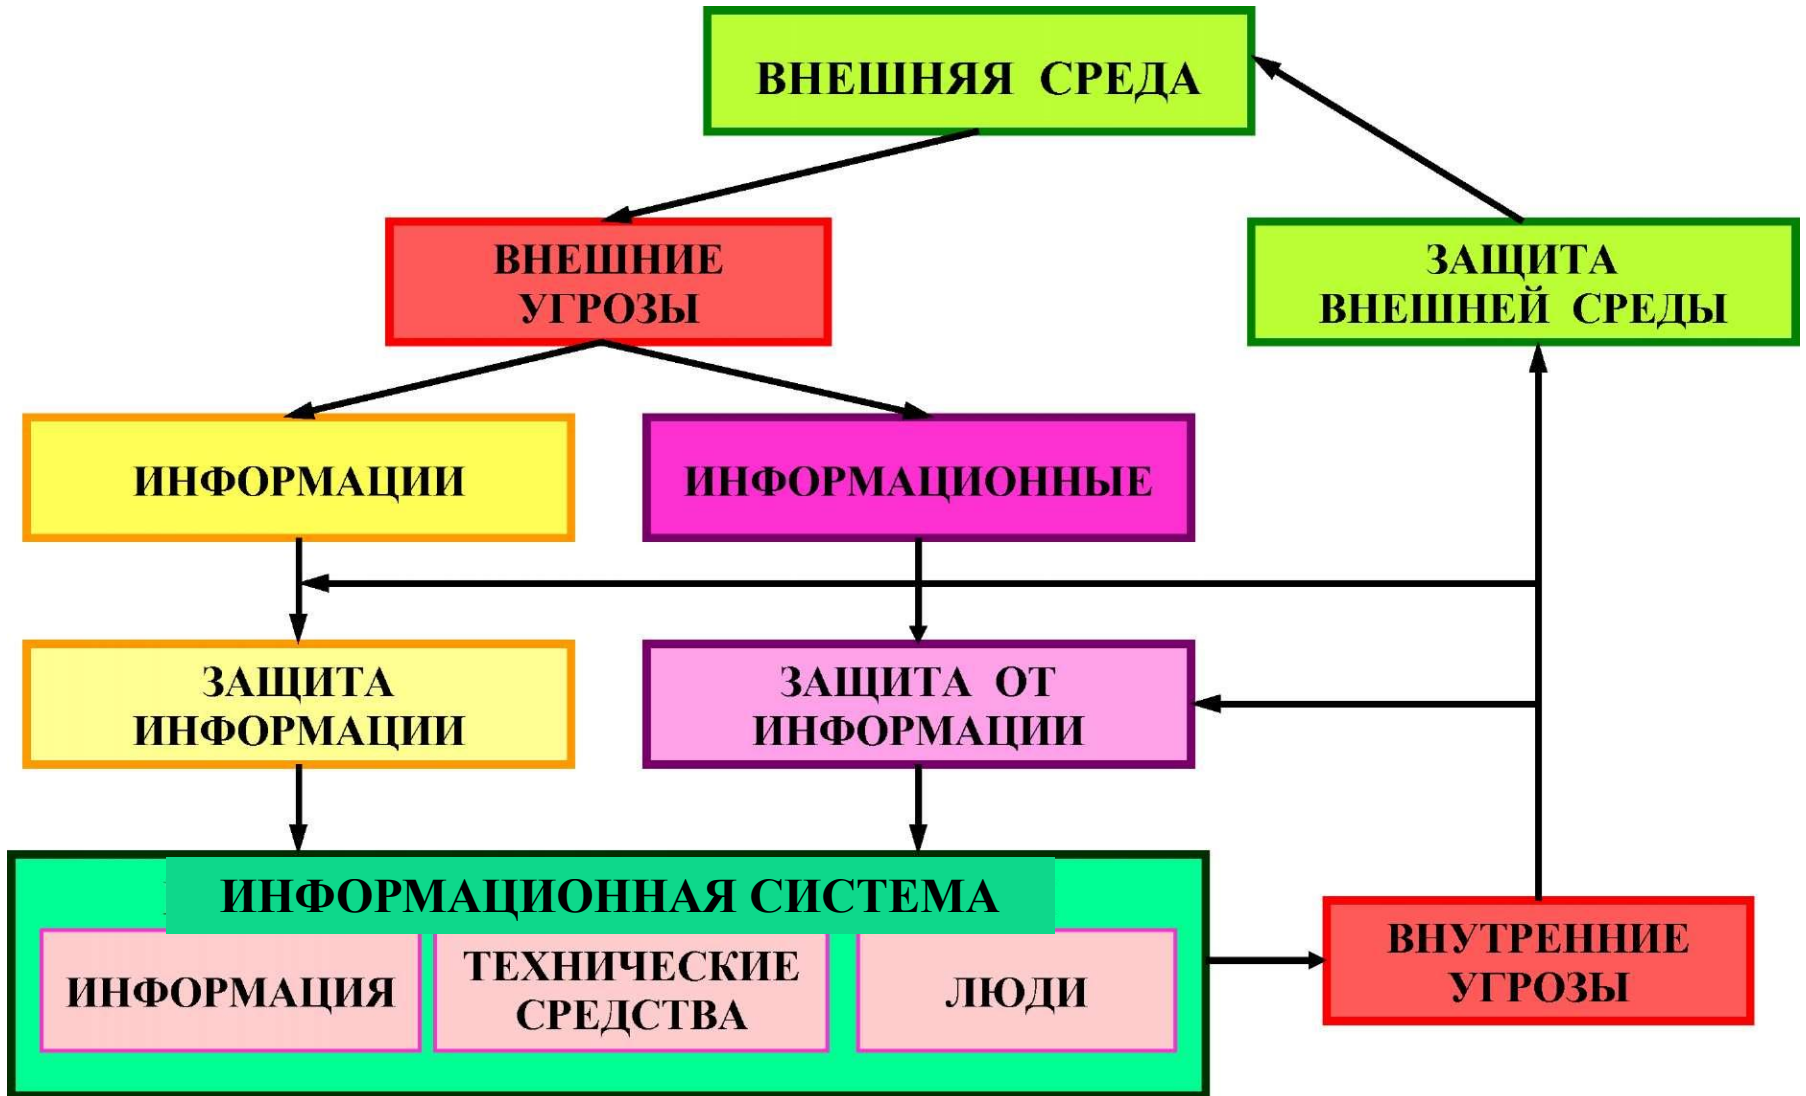 ВНЕШНЯЯ СРЕДА
ВНЕШНИЕ
УГРОЗЫ
ЗАЩИТА
ВНЕШНЕЙ СРЕДЫ
ИНФОРМАЦИИ
ИНФОРМАЦИОННЫЕ
ЗАЩИТА
ИНФОРМАЦИИ
ЗАЩИТА ОТ
ИНФОРМАЦИИ
ИНФОРМАЦИОННАЯ СИСТЕМА
ИНФОРМАЦИЯ
ТЕХНИЧЕСКИЕ
СРЕДСТВА
ЛЮДИ
ВНУТРЕННИЕ
УГРОЗЫ